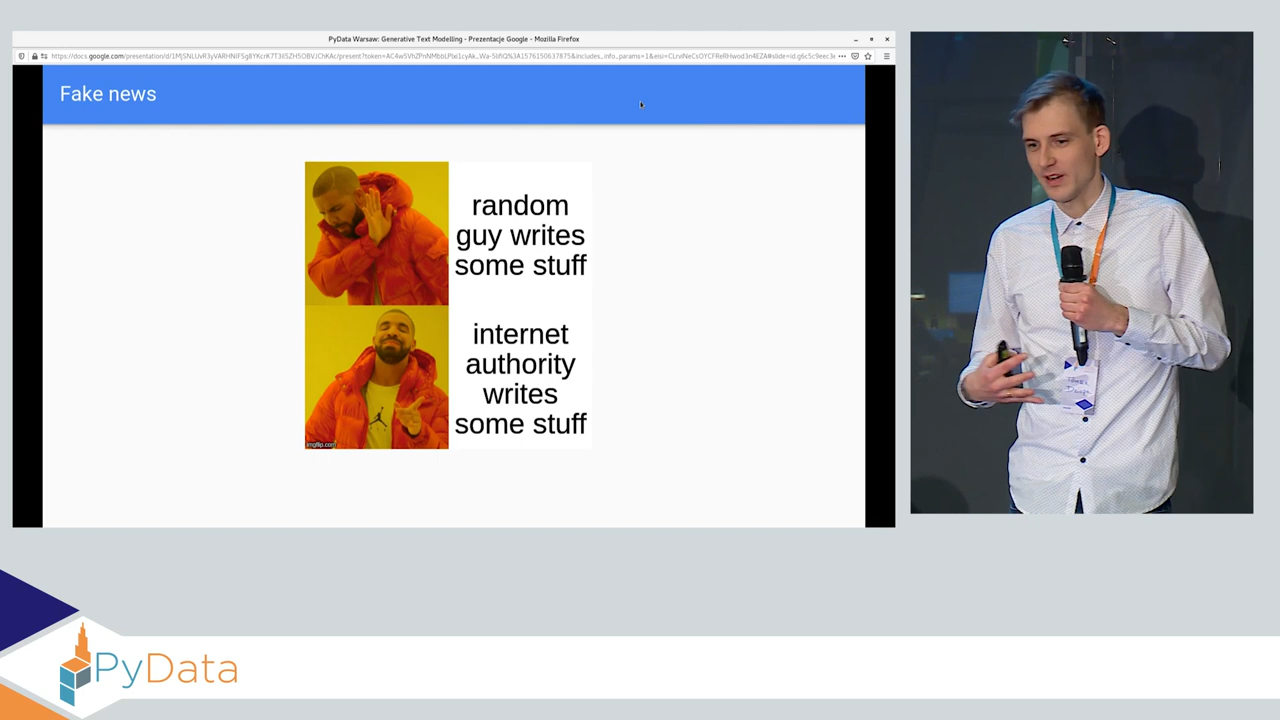 PyData Warsaw: Generative Text Modelling - Prezentacje Google - Mozilla Firefox
Fake news
random
guy writes
some stuff
internet
authority
writes
some stuff
imgflip.com
PyData